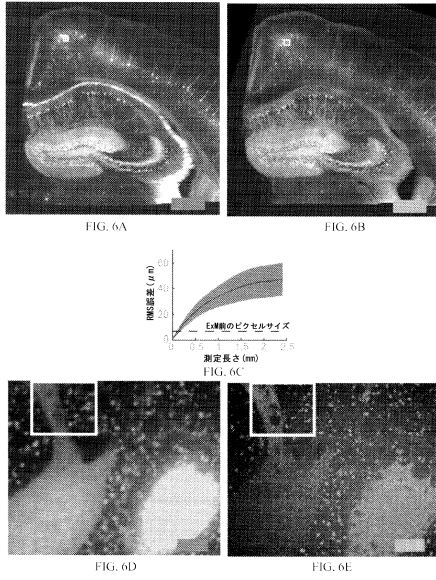 FIG. 6A
FIG. 6B
RMS誤差(μm)
60
40
20
0
ExM前のピクセルサイズ
0 0.5 1 1.5 2 2.5
測定長さ(mm)
FIG. 6C
FIG. 6D
FIG. 6E